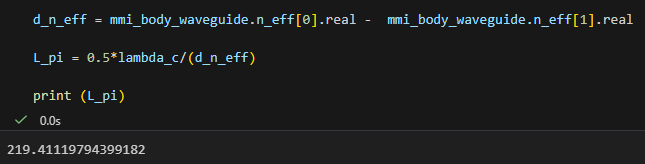 d_n_eff = mmi_body_waveguide.n_eff[0].real - mmi_body_waveguide.n_eff[1].real
L_pi = 0.5*lambda_c/(d_n_eff)
print (L_pi)
0.0s
219.41119794399182